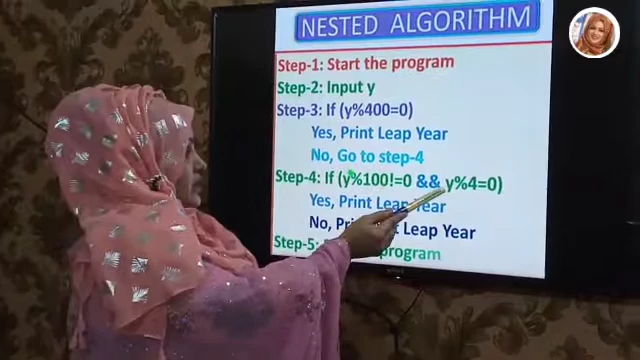 NESTED ALGORITHM
Step-1: Start the program
Step-2: Input y
Step-3: If (y%400=0)
Yes, Print Leap Year
No, Go to step-4
Step-4: If (y%100!=0 && y%4=0)
Yes, Print Leap Year
No, Leap Year
Step-5: program